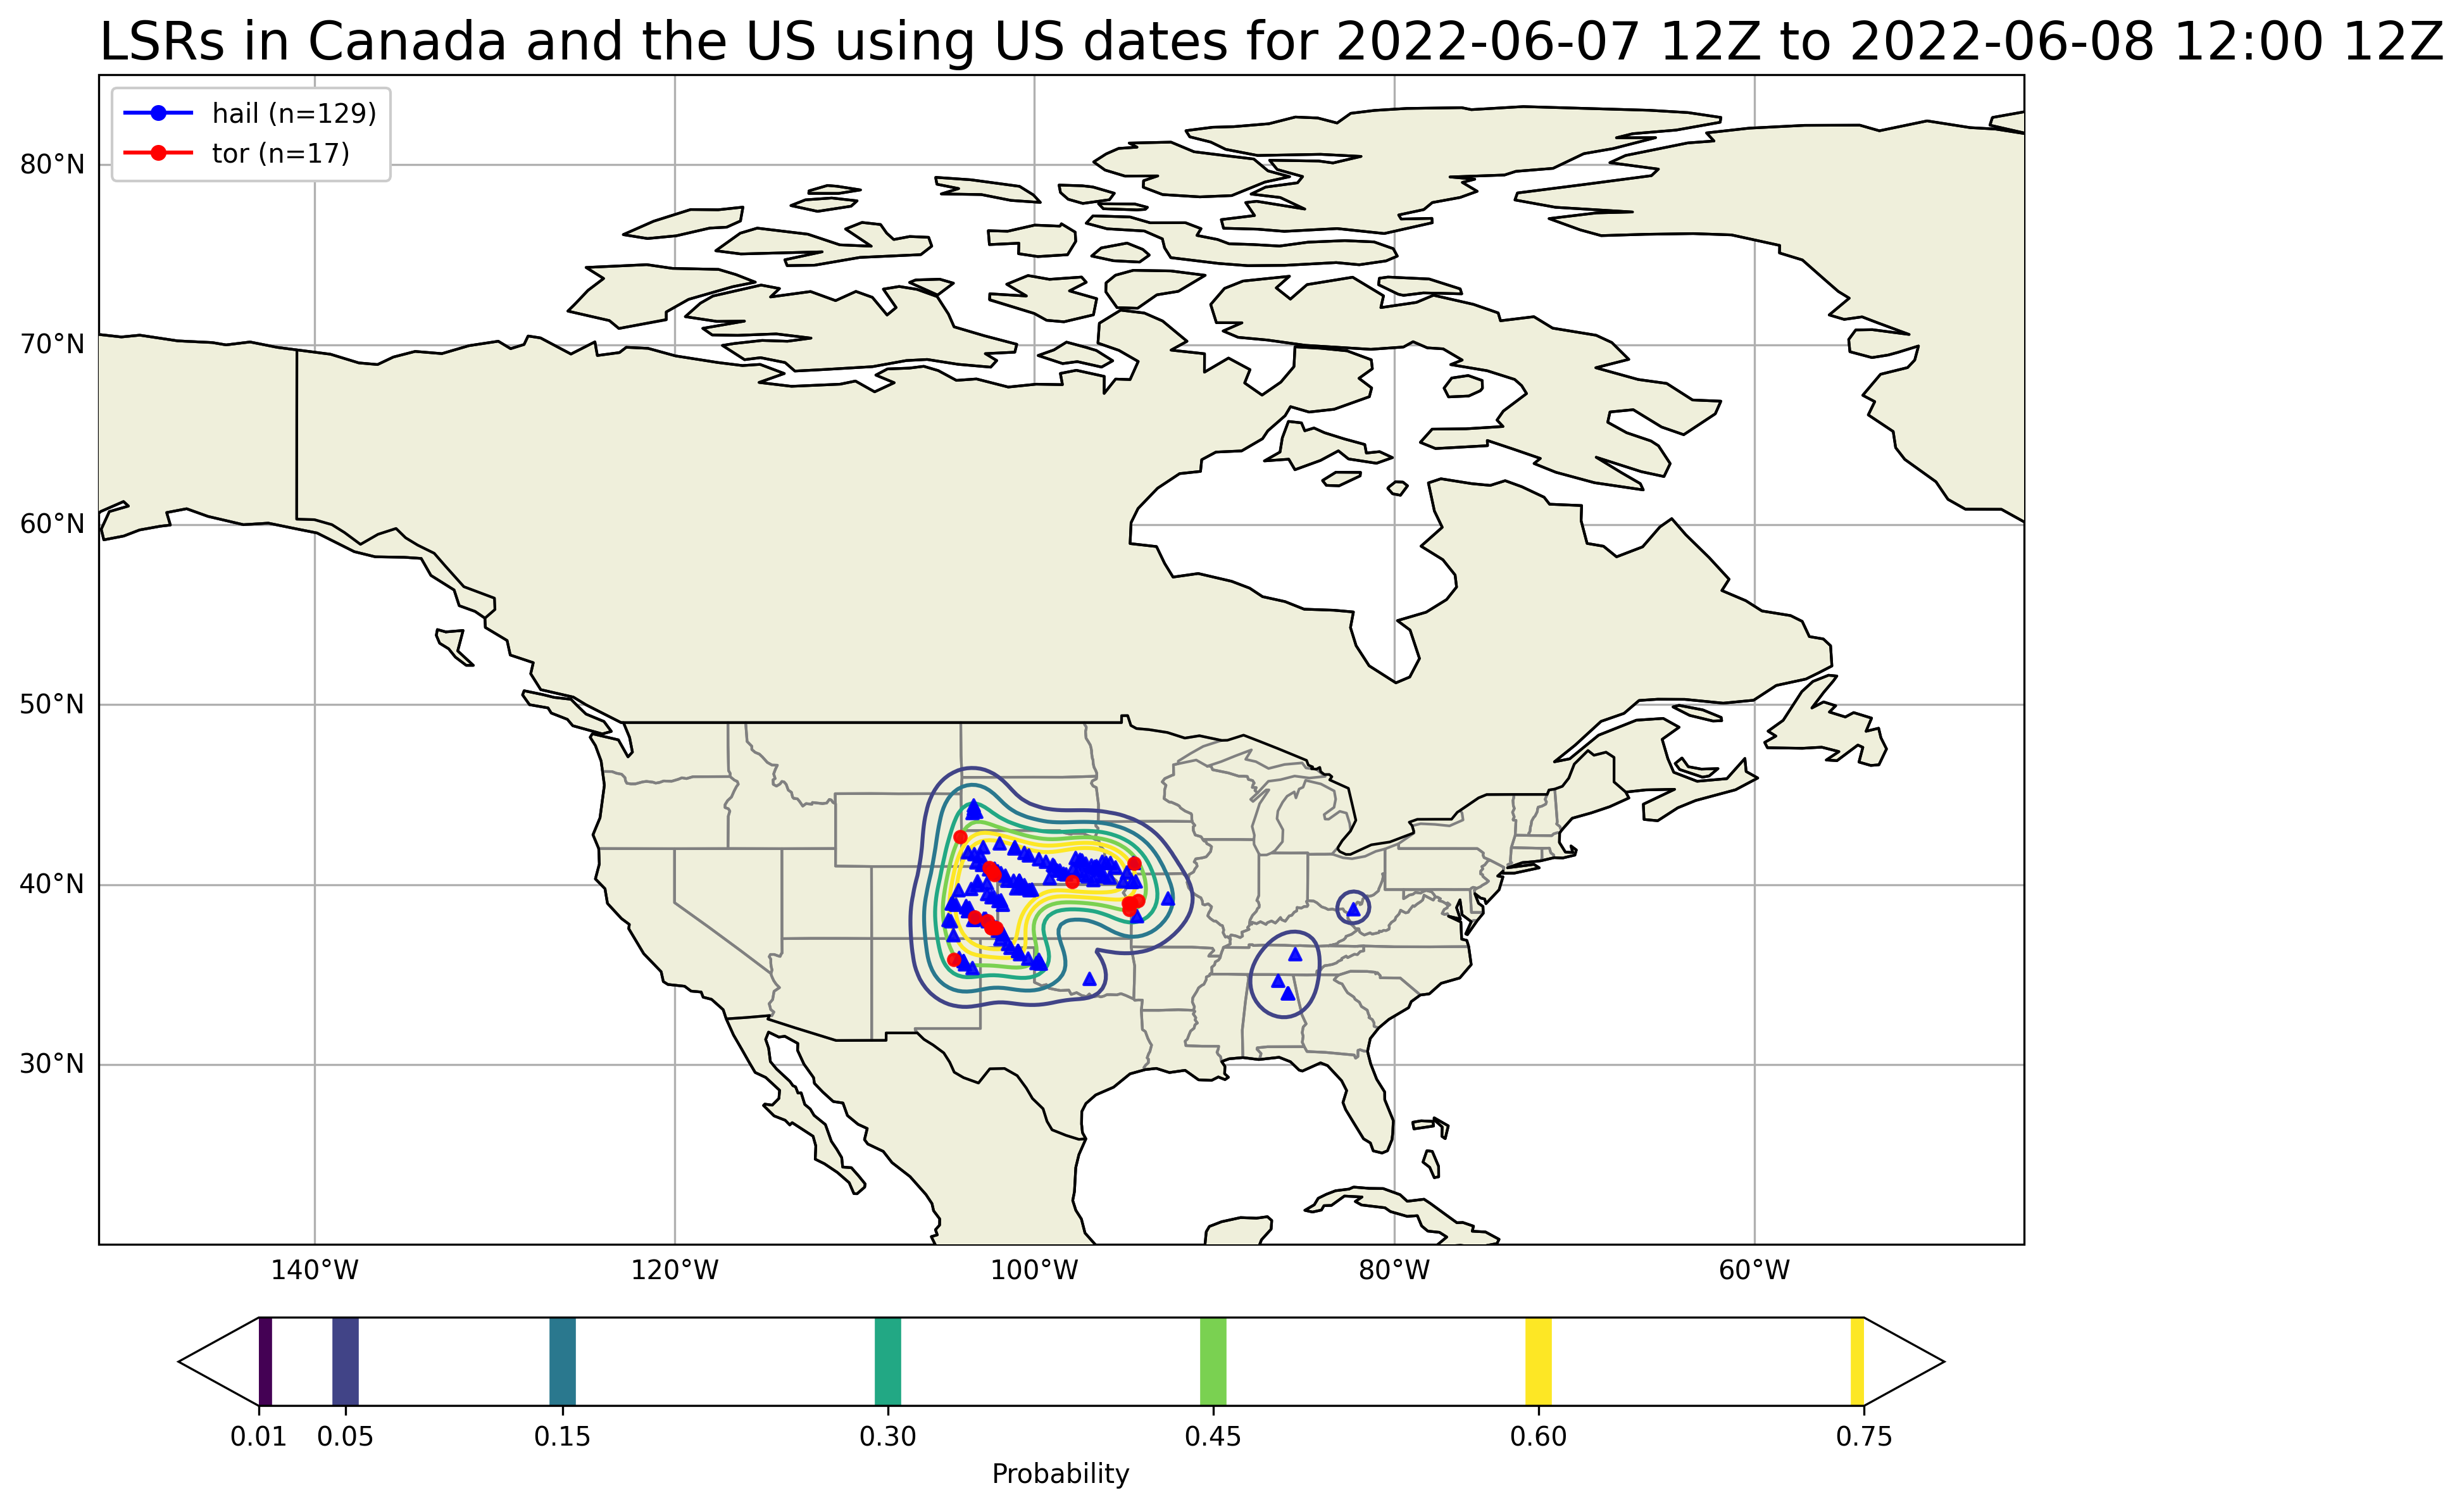 LSRs in Canada and the US using US dates for 2022-06-07 12Z to 2022-06-08 12:00 12Z
hail (n=129)
tor (n=17)
80°N
70°N
60°N
50°N
40°N
30°N
140°W 120°W 100°W 80°W 60°W
0.01 0.05 0.15 0.30 0.45 0.60 0.75
Probability